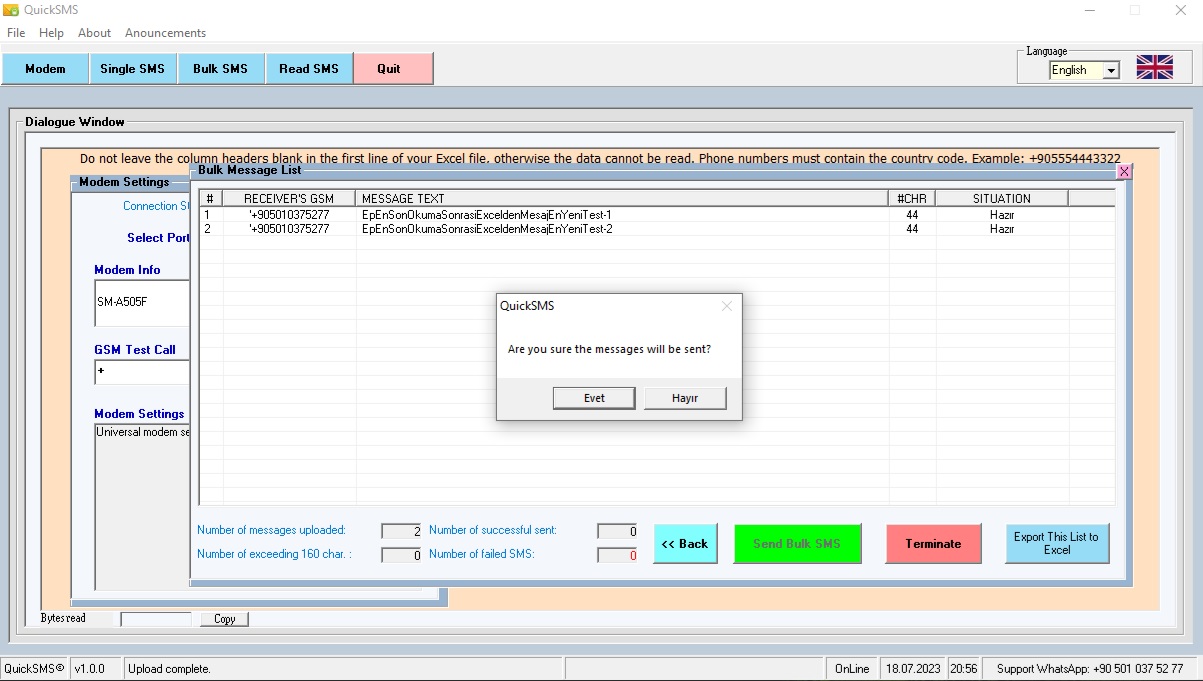 QuickSMS
File Help About Anouncements
Modem Single SMS Bulk SMS Read SMS Quit
Language
English
Dialogue Window
Do not leave the column headers blank in the first line of your Excel file, otherwise the data cannot be read. Phone numbers must contain the country code. Example: +905554443322
Modem Settings
Bulk Message List
X
Connection
Select Port
Modem Info
SM-A505F
GSM Test Call
+
Modem Settings
Universal modem
# RECEIVER'S GSM MESSAGE TEXT #CHR SITUATION
1 '+905010375277 EpEnSonOkumaSonrasiExceldenMesajEnYeniTest-1 44 Hazır
2 '+905010375277 EpEnSonOkumaSonrasiExceldenMesajEnYeniTest-2 44 Hazır
QuickSMS
Are you sure the messages will be sent?
Evet Hayır
Number of messages uploaded: 2 Number of successful sent: 0
Number of exceeding 160 char. : 0 Number of failed SMS: 0
<< Back Send Bulk SMS Terminate Export This List to
Excel
Bytes read Copy
QuickSMS© v1.0.0 Upload complete. OnLine 18.07.2023 20:56 Support WhatsApp: +90 501 037 52 77